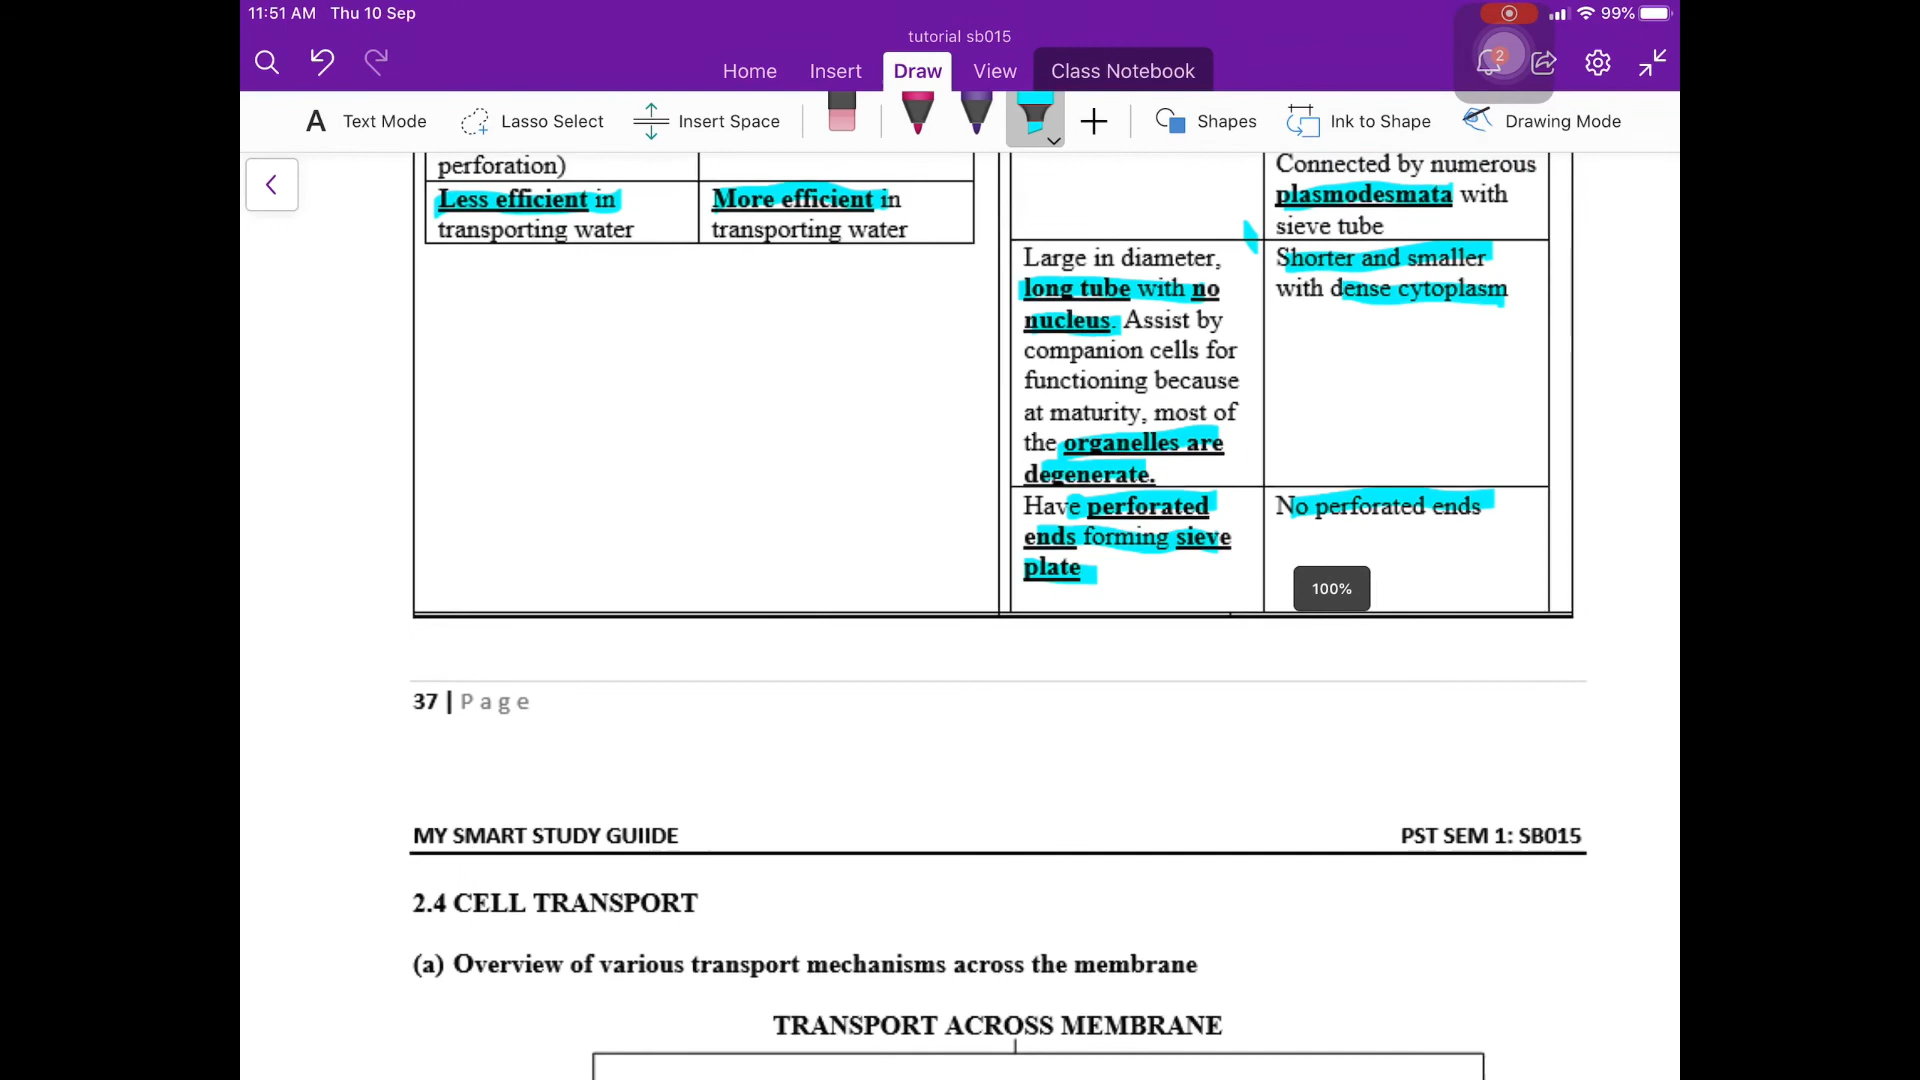 11:51 AM Thu 10 Sep
99%
tutorial sb015
Home Insert Draw View Class Notebook
2
A Text Mode Lasso Select Insert Space Shapes Ink to Shape Drawing Mode
perforation)
Less efficient in
transporting water
More efficient in
transporting water
Connected by numerous
plasmodesmata with
sieve tube
Large in diameter,
long tube with no
nucleus. Assist by
companion cells for
functioning because
at maturity, most of
the organelles are
degenerate.
Shorter and smaller
with dense cytoplasm
Have perforated
ends forming sieve
plate
No perforated ends
100%
37 | Page
MY SMART STUDY GUIIDE PST SEM 1: SB015
2.4 CELL TRANSPORT
(a) Overview of various transport mechanisms across the membrane
TRANSPORT ACROSS MEMBRANE